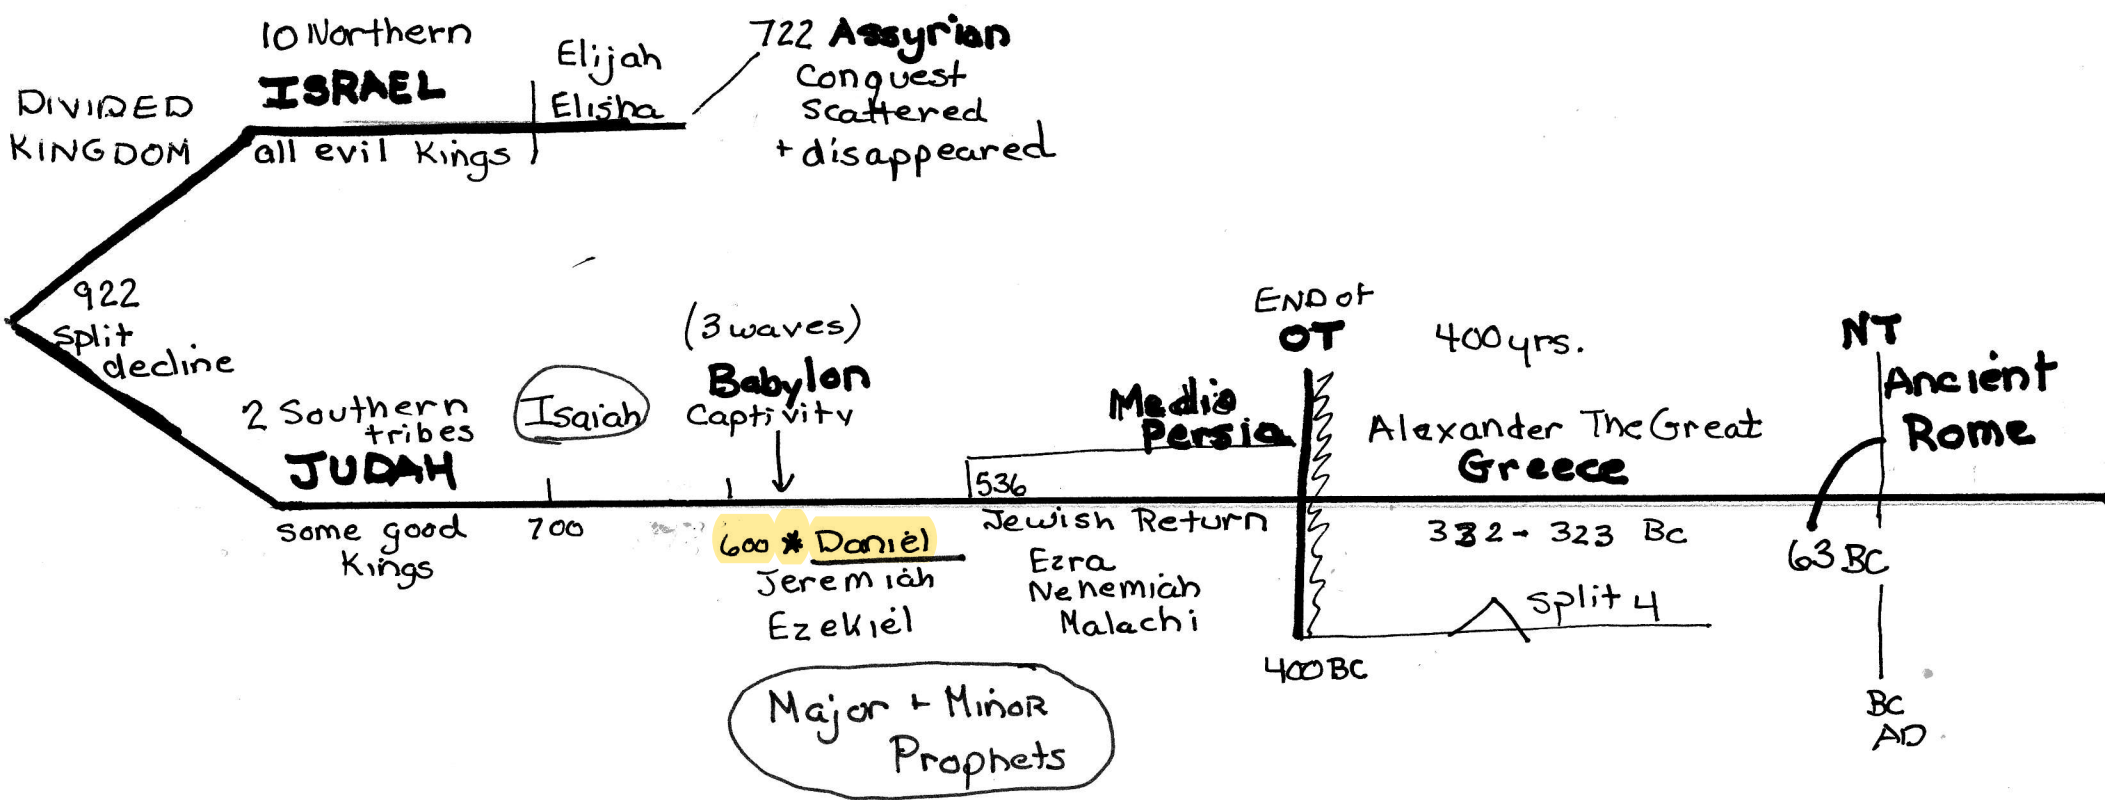 DIVIDED
KINGDOM
10 Northern
ISRAEL
all evil Kings
Elijah
Elisha
722 Assyrian
Conquest
Scattered
+ disappeared
922
split
decline
2 Southern
tribes
JUDAH
some good
Kings
Isaiah
700
(3 waves)
Babylon
Captivity
600 * Daniel
Jeremiah
Ezekiel
Major + Minor
Prophets
Media
Persia
536
Jewish Return
Ezra
Nehemiah
Malachi
END OF
OT
400 BC
400 yrs.
Alexander The Great
Greece
332 - 323 BC
split 4
NT
Ancient
Rome
63 BC
BC
AD